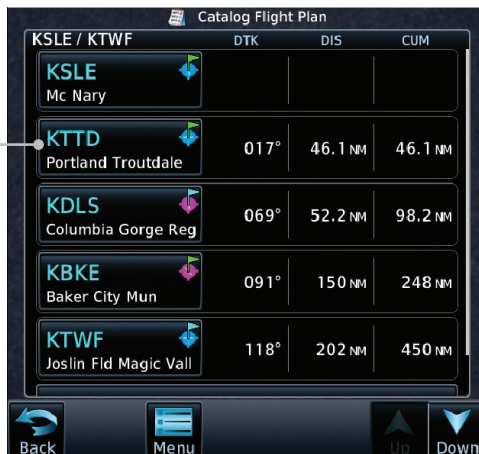 Catalog Flight Plan
KSLE / KTWF DTK DIS CUM
KSLE
Mc Nary
KTTD 017° 46.1 NM 46.1 NM
Portland Troutdale
KDLS 069° 52.2 NM 98.2 NM
Columbia Gorge Reg
KBKE 091° 150 NM 248 NM
Baker City Mun
KTWF 118° 202 NM 450 NM
Joslin Fld Magic Vall
Back Menu Up Down